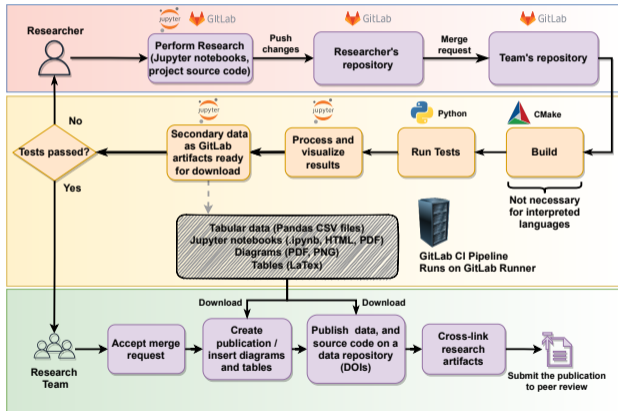 jupyter
GitLab
GitLab
GitLab
Researcher
Perform Research
(Jupyter notebooks,
project source code)
Push
changes
Researcher's
repository
Merge
request
Team's repository
No
Tests passed?
Yes
jupyter
Secondary data
as GitLab
artifacts ready
for download
jupyter
Process and
visualize
results
Python
Run Tests
CMake
Build
Not necessary
for interpreted
languages
Tabular data (Pandas CSV files)
Jupyter notebooks (.ipynb, HTML, PDF)
Diagrams (PDF, PNG)
Tables (LaTex)
GitLab CI Pipeline
Runs on GitLab Runner
Download
Download
Research
Team
Accept merge
request
Create
publication /
insert diagrams
and tables
Publish data, and
source code on a
data repository
(DOIs)
Cross-link
research
artifacts
Submit the publication
to peer review